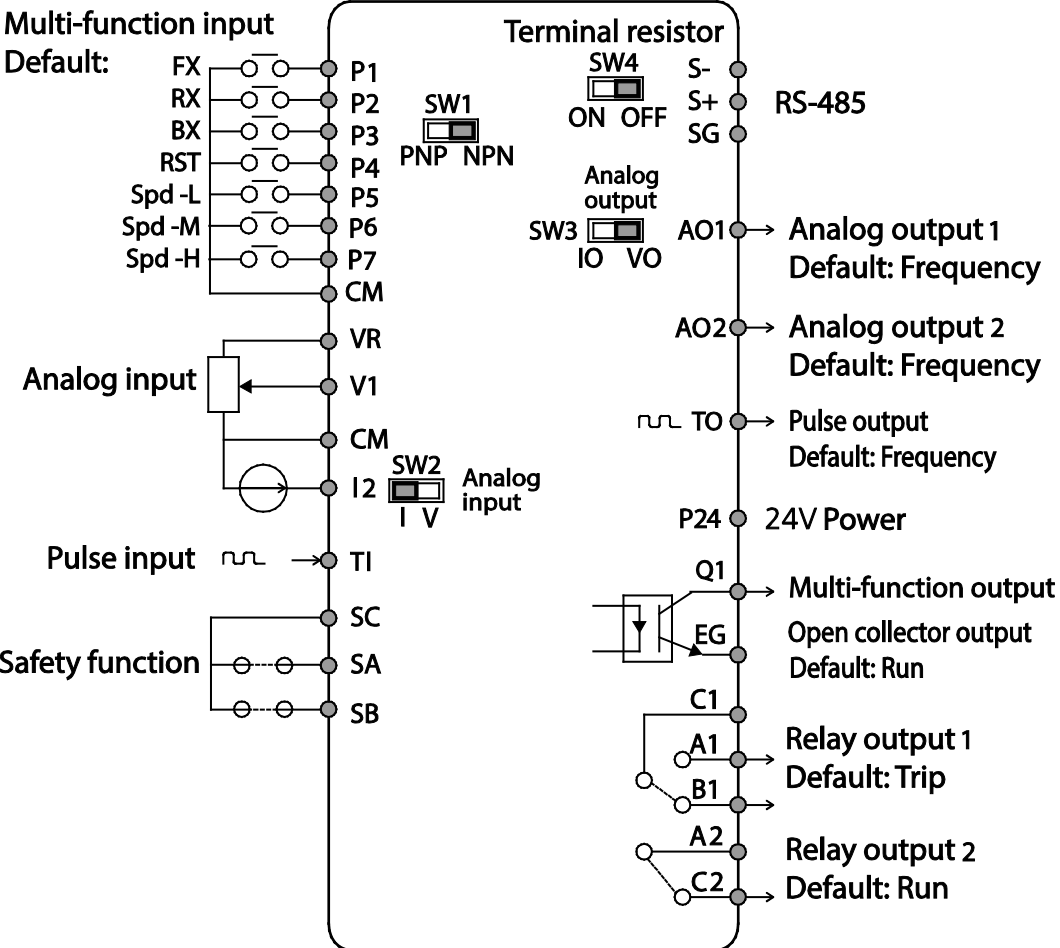 Multi-function input
Default:
FX
P1
RX
P2
BX
P3
RST
P4
Spd -L
P5
Spd -M
P6
Spd -H
P7
CM
SW1
PNP NPN
VR
Analog input
V1
CM
I2
SW2
I V
Analog
input
Pulse input
TI
SC
Safety function
SA
SB
Terminal resistor
SW4
ON OFF
S-
S+
SG
RS-485
Analog
output
SW3
IO VO
AO1
Analog output 1
Default: Frequency
AO2
Analog output 2
Default: Frequency
TO
Pulse output
Default: Frequency
P24
24V Power
Q1
Multi-function output
EG
Open collector output
Default: Run
C1
A1
Relay output 1
Default: Trip
B1
A2
Relay output 2
C2
Default: Run